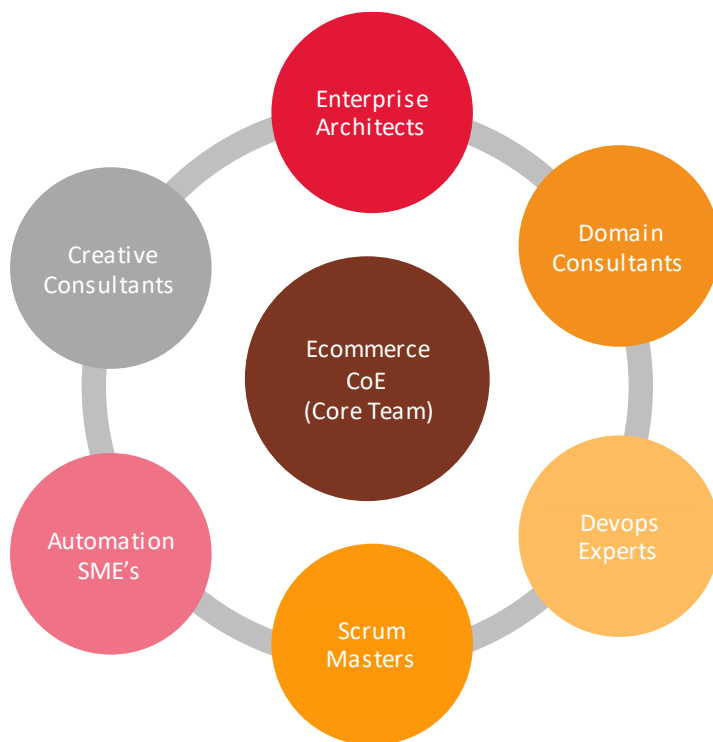 Enterprise
Architects
Domain
Consultants
Creative
Consultants
Ecommerce
CoE
(Core Team)
Devops
Experts
Automation
SME’s
Scrum
Masters